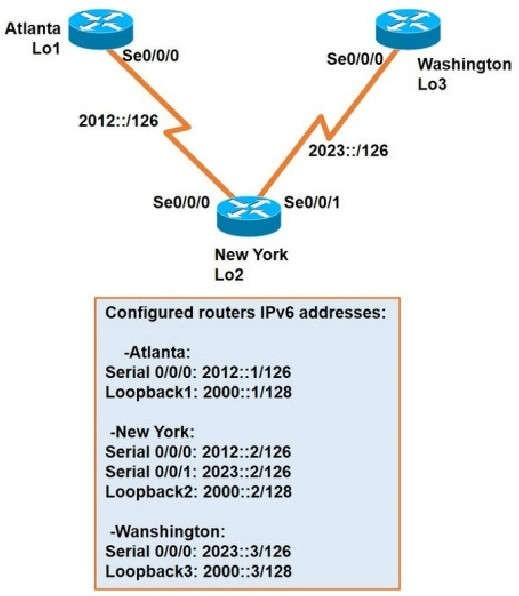 Atlanta
Lo1
Se0/0/0
Se0/0/0
Washington
Lo3
2012::/126
2023::/126
Se0/0/0
Se0/0/1
New York
Lo2
Configured routers IPv6 addresses:
-Atlanta:
Serial 0/0/0: 2012::1/126
Loopback1: 2000::1/128
-New York:
Serial 0/0/0: 2012::2/126
Serial 0/0/1: 2023::2/126
Loopback2: 2000::2/128
-Wanshington:
Serial 0/0/0: 2023::3/126
Loopback3: 2000::3/128